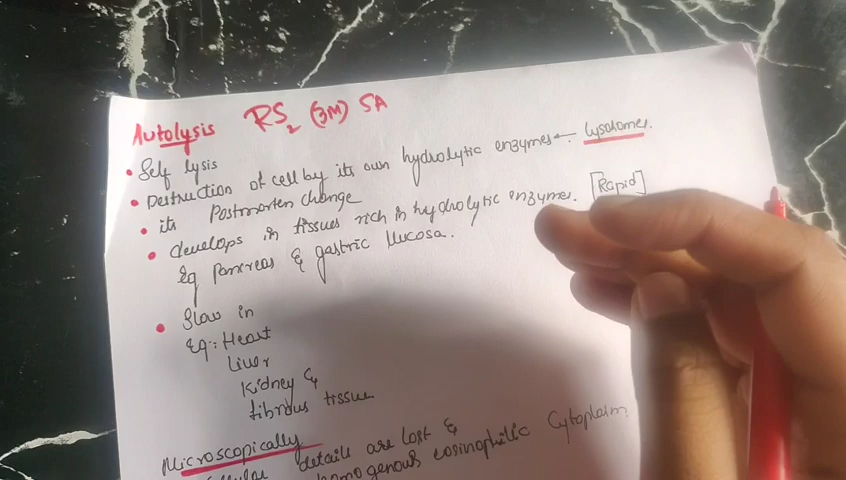 Autolysis RS2 (3M) SA
• Self lysis
• Destruction of cell by its own hydrolytic enzymes ← Lysosomes.
• its Postmorten change
• develops in tissues rich in hydrolytic enzymes. [Rapid]
Eg Pancreas & gastric Mucosa.
• Slow in
Eg:- Heart
Liver
Kidney &
fibrous tissue
Microscopically
details are lost &
homogenous eosinophilic Cytoplasm.